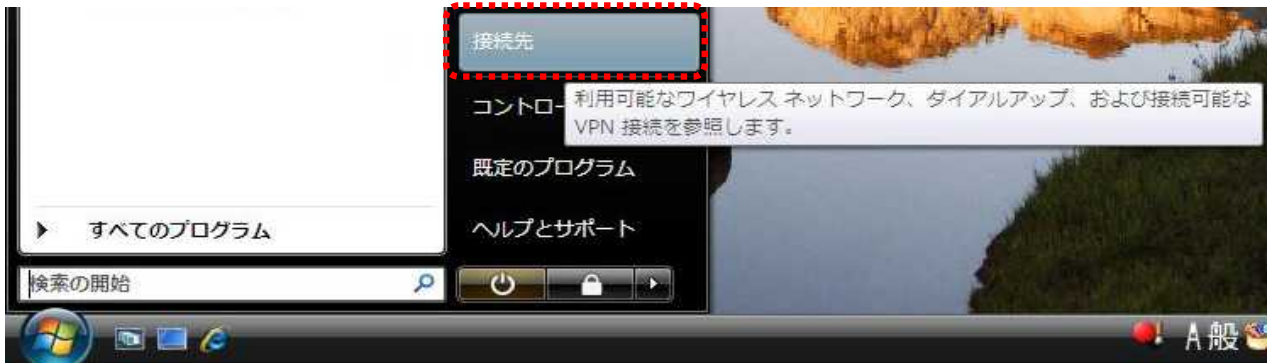 接続先
コントロー
利用可能なワイヤレス ネットワーク、ダイアルアップ、および接続可能な
VPN 接続を参照します。
既定のプログラム
すべてのプログラム
ヘルプとサポート
検索の開始
A 般